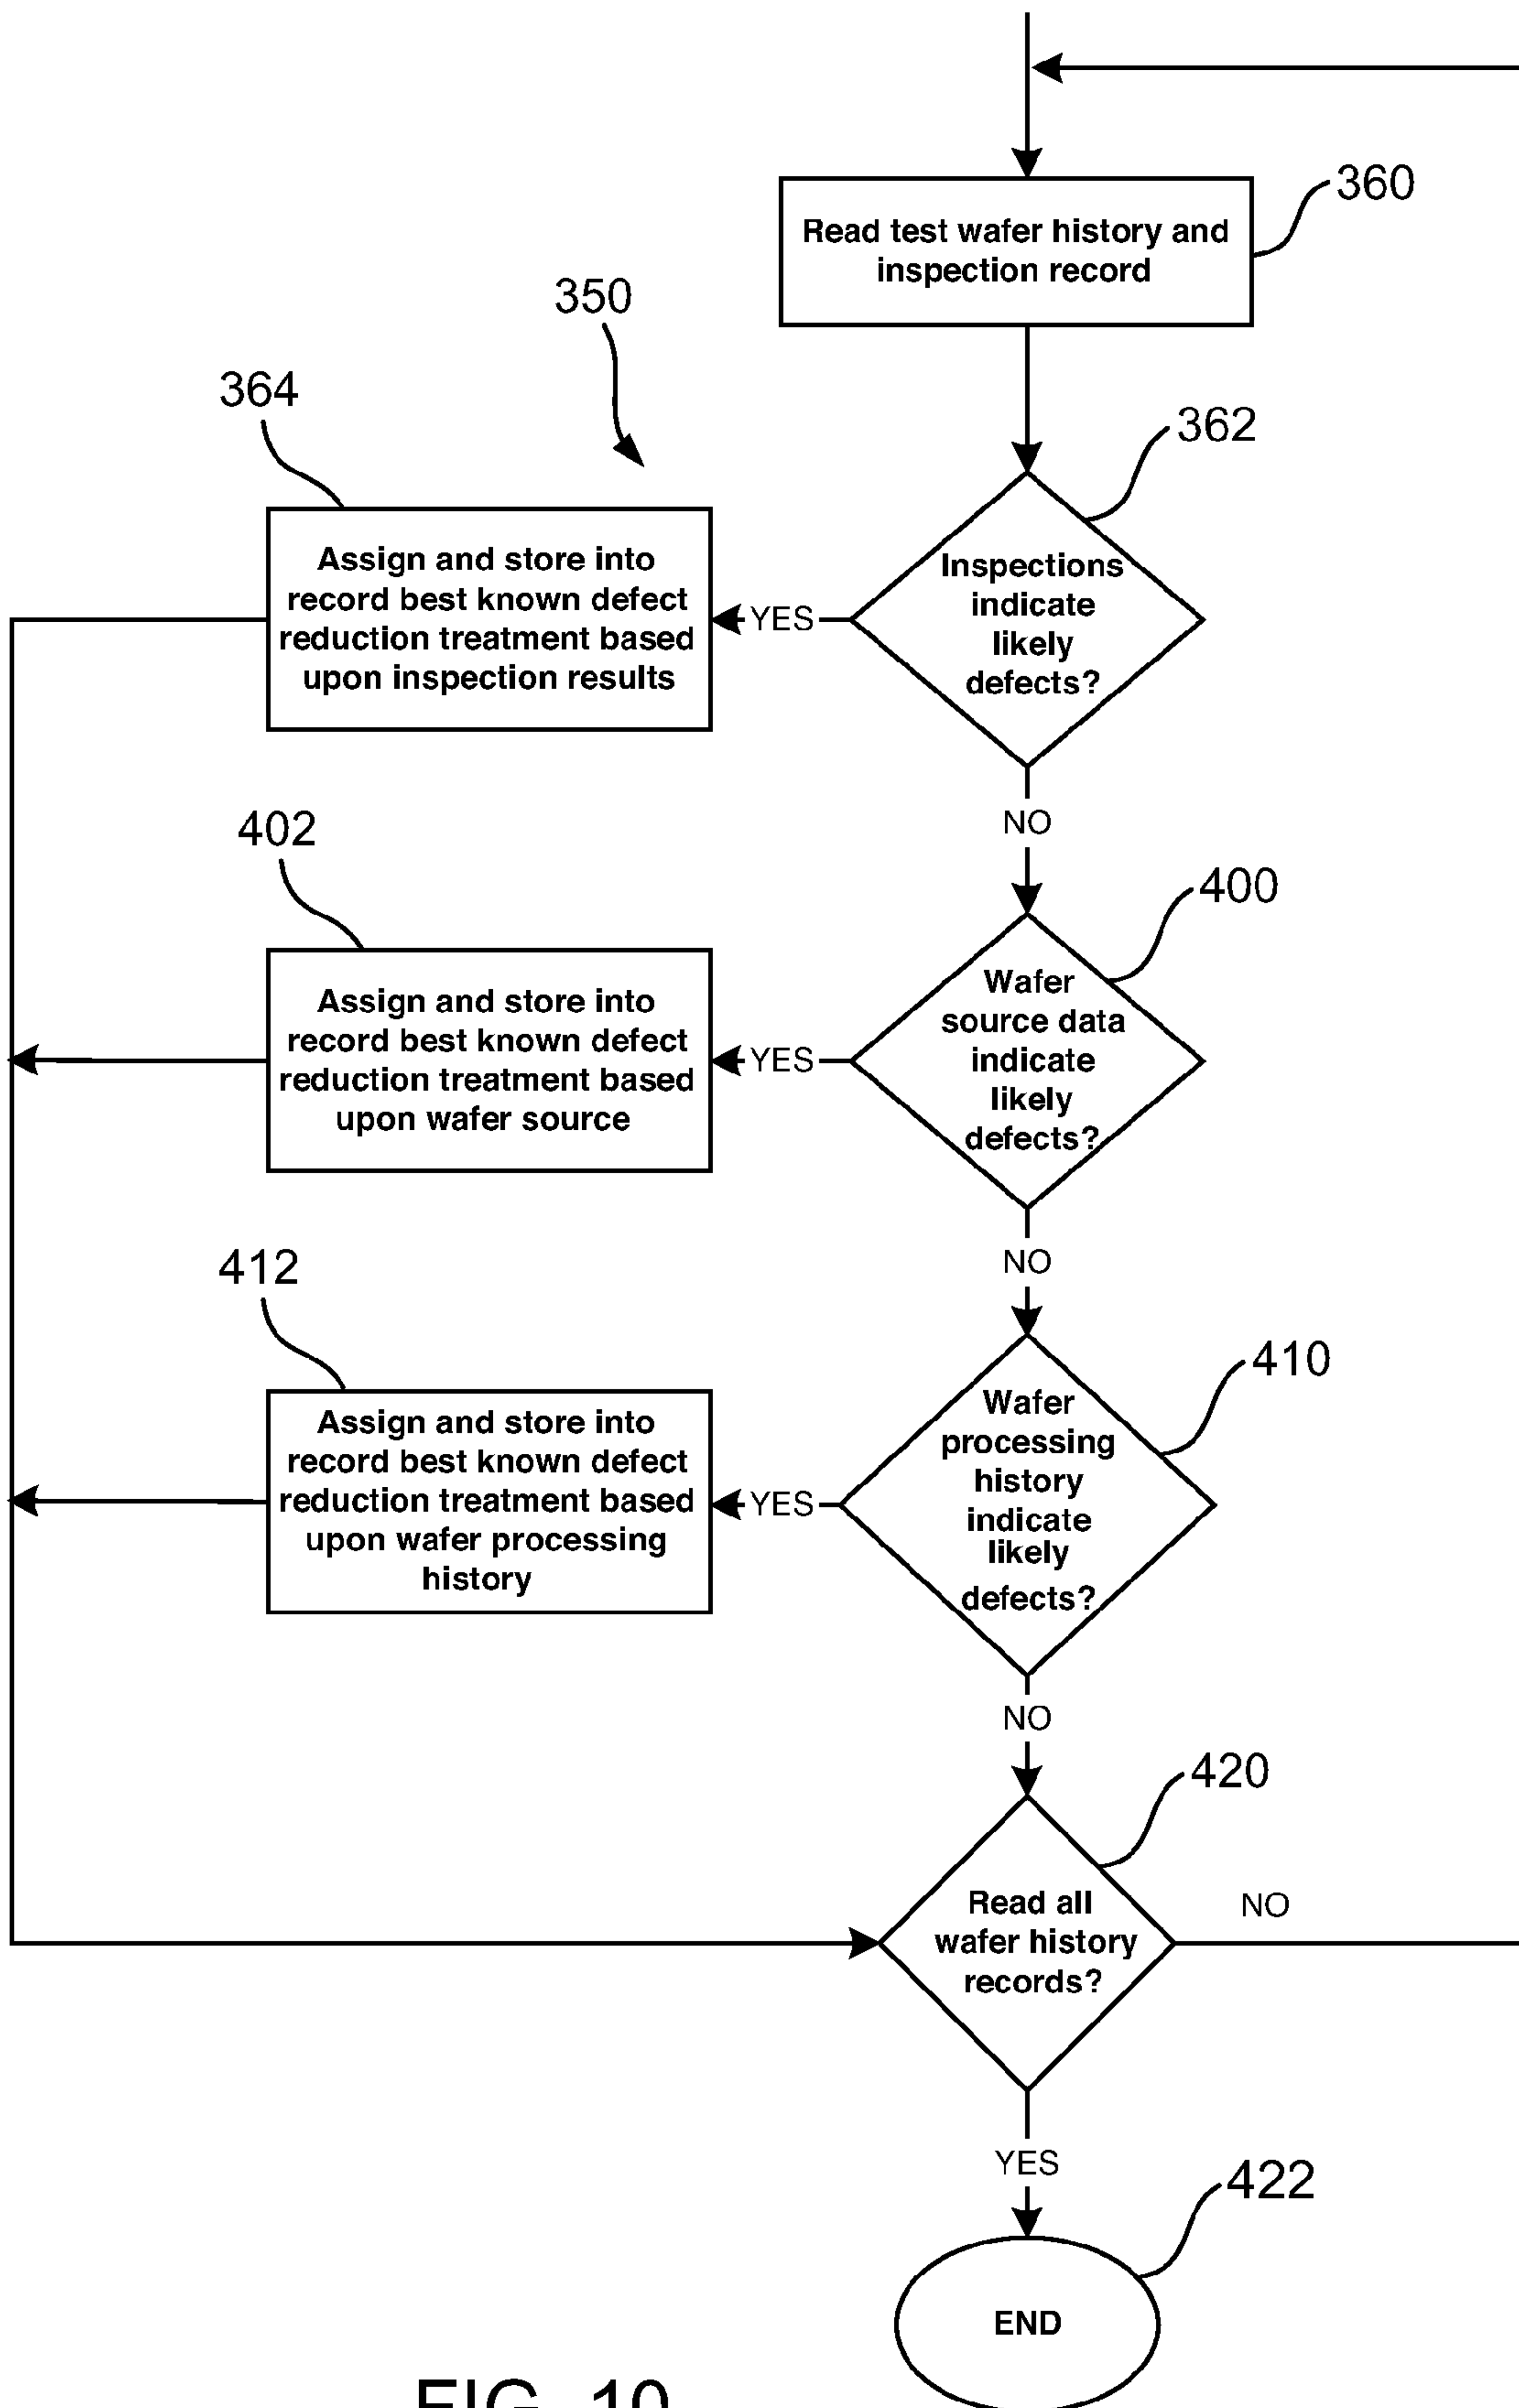 360
Read test wafer history and
inspection record
350
364
362
Assign and store into
record best known defect
reduction treatment based
upon inspection results
YES
Inspections
indicate
likely
defects?
NO
402
400
Assign and store into
record best known defect
reduction treatment based
upon wafer source
YES
Wafer
source data
indicate
likely
defects?
NO
412
410
Assign and store into
record best known defect
reduction treatment based
upon wafer processing
history
YES
Wafer
processing
history
indicate
likely
defects?
NO
420
Read all
wafer history
records?
NO
YES
422
END
FIG. 10